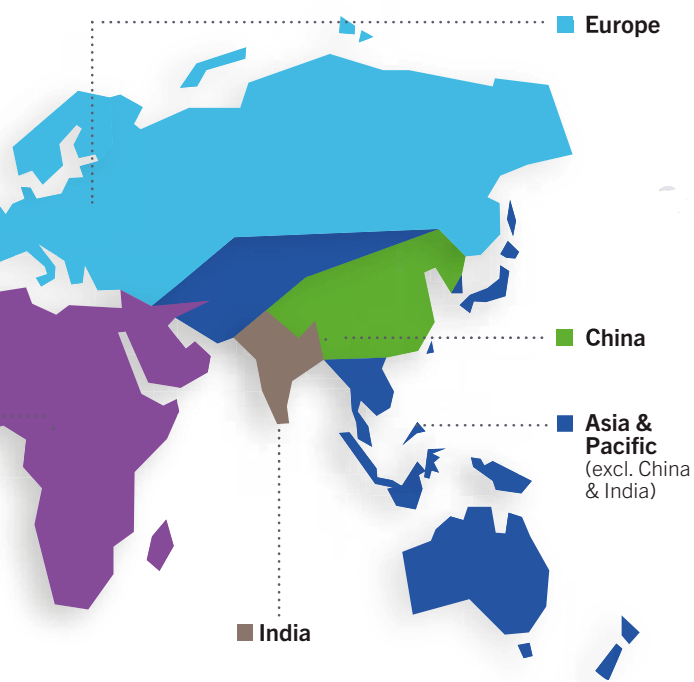 Europe
China
Asia &
Pacific
(excl. China
& India)
India